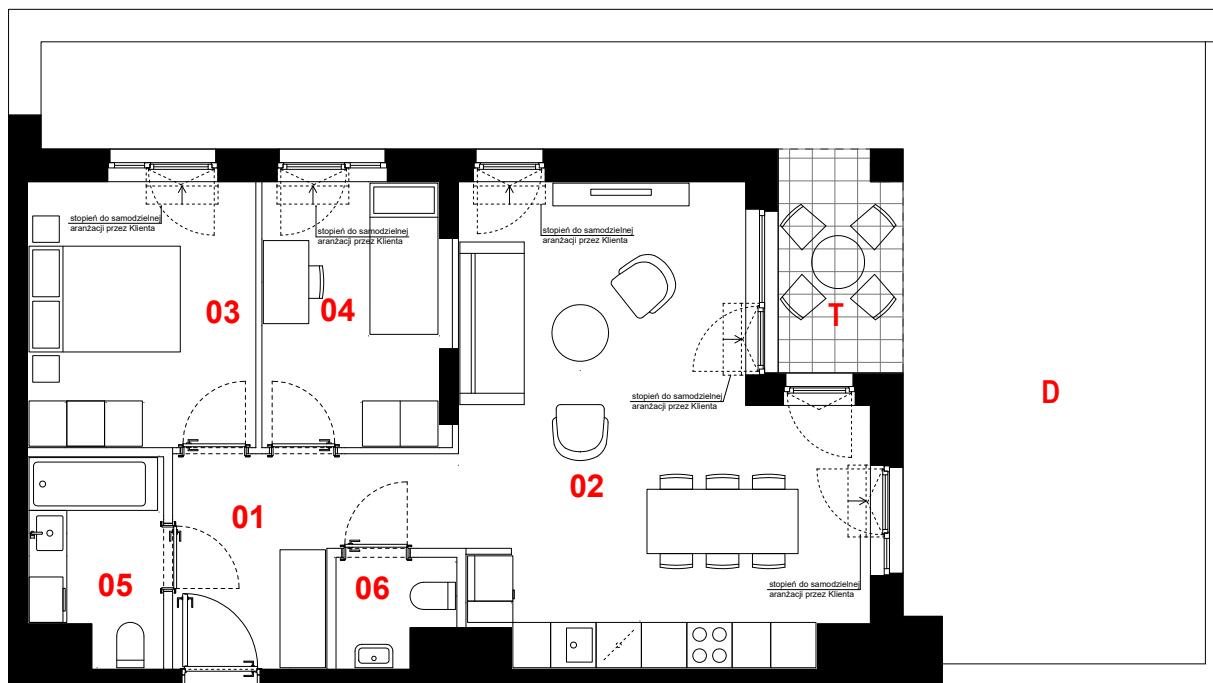 stopień do samodzielnej
aranżacji przez Klienta
stopień do samodzielnej
aranżacji przez Klienta
stopień do samodzielnej
aranżacji przez Klienta
03
04
T
stopień do samodzielnej
aranżacji przez Klienta
D
02
01
05
06
stopień do samodzielnej
aranżacji przez Klienta